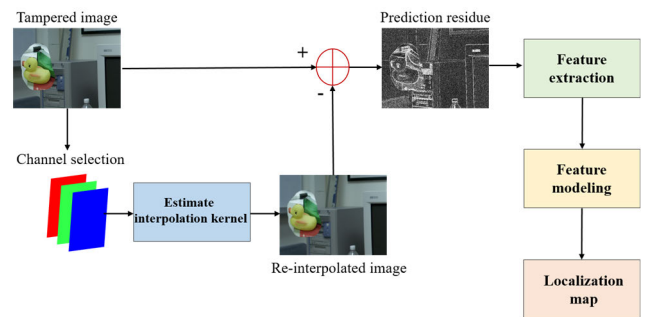 Tampered image
Prediction residue
+
-
Feature
extraction
Channel selection
Estimate
interpolation kernel
Re-interpolated image
Feature
modeling
Localization
map